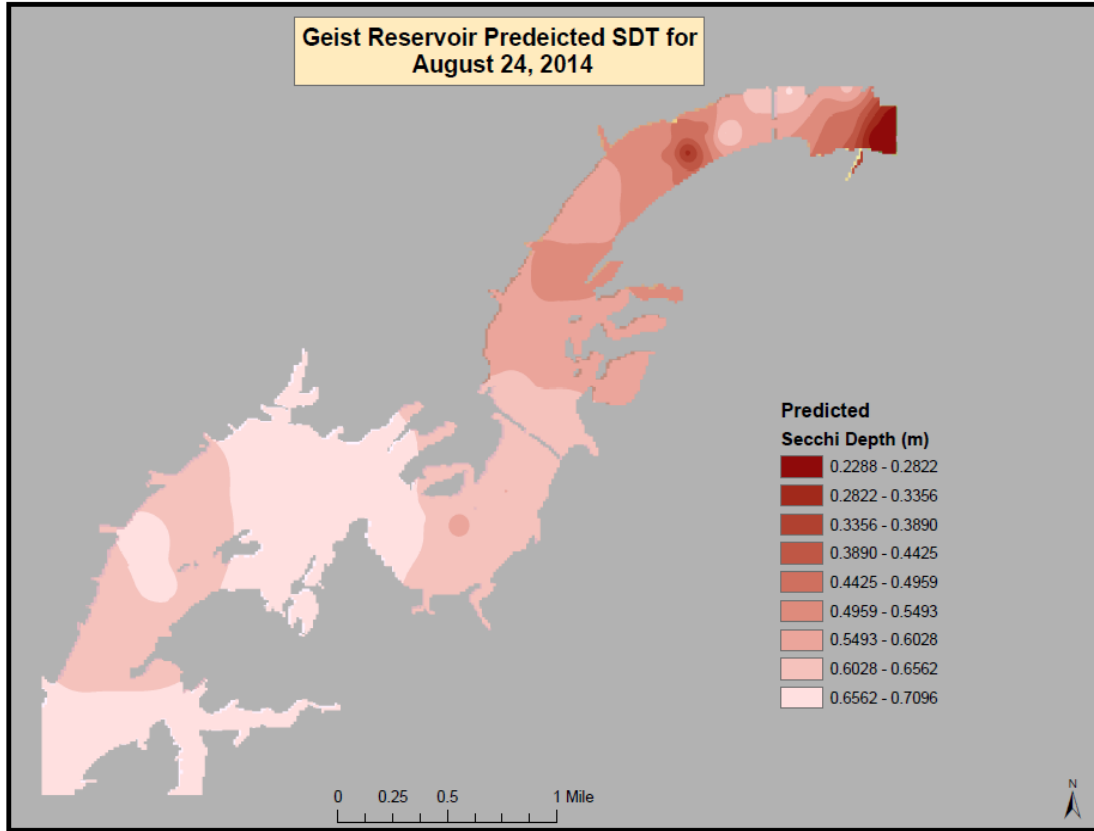 Geist Reservoir Predeicted SDT for
August 24, 2014
Predicted
Secchi Depth (m)
0.2288 - 0.2822
0.2822 - 0.3356
0.3356 - 0.3890
0.3890 - 0.4425
0.4425 - 0.4959
0.4959 - 0.5493
0.5493 - 0.6028
0.6028 - 0.6562
0.6562 - 0.7096
0 0.25 0.5 1 Mile
N